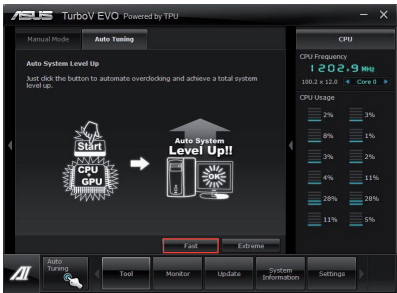 ASUS TurboV EVO Powered by TPU
Manual Mode
Auto Tuning
CPU
Auto System Level Up
Just click the button to automate overclocking and achieve a total system
level up.
CPU Frequency
1202.9 MHz
100.2 x 12.0
Core 0
CPU Usage
2% 3%
8% 1%
3% 2%
4% 11%
28% 28%
11% 5%
Start
CPU
GPU
Auto System
Level Up!!
OK
Fast
Extreme
Auto
Tuning
Tool
Monitor
Update
System
Information
Settings